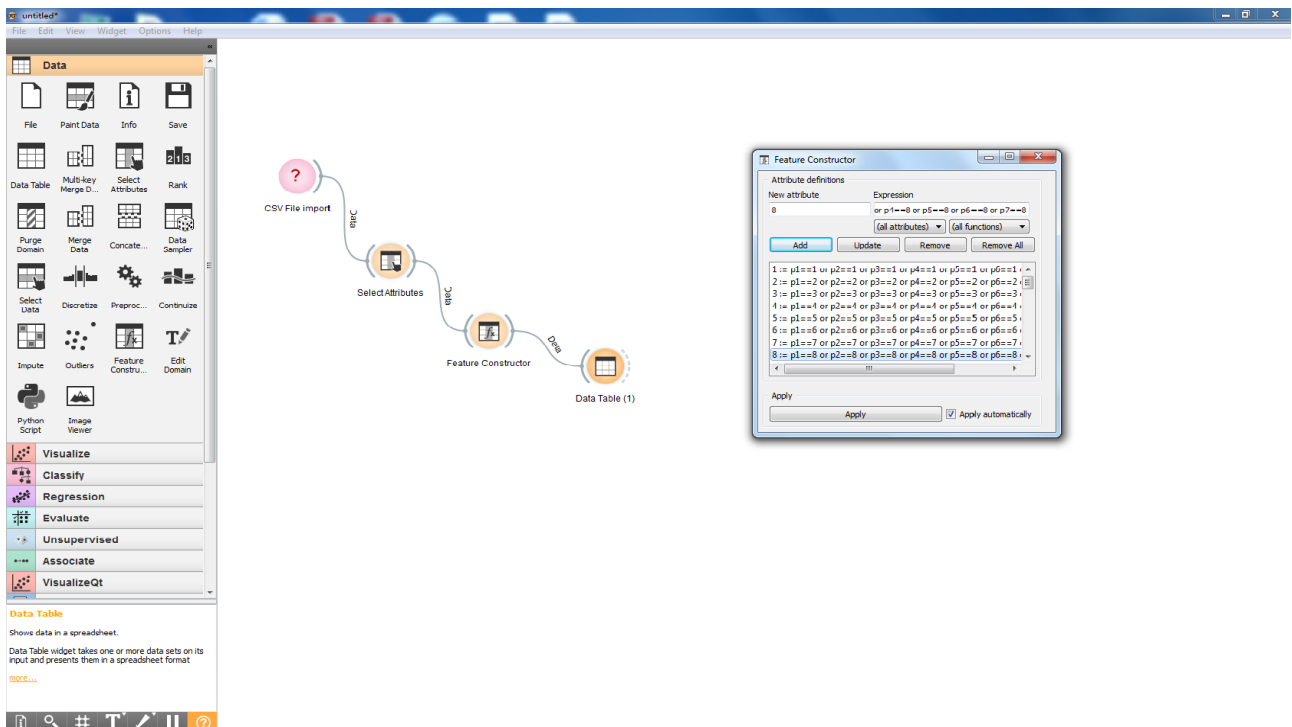 untitled*
File Edit View Widget Options Help
Data
File Paint Data Info Save
Data Table Multi-key Merge D... Select Attributes Rank
Purge Domain Merge Data Concate... Data Sampler
Select Data Discretize Preproc... Continuize
Impute Outliers Feature Constru... Edit Domain
Python Script Image Viewer
Visualize
Classify
Regression
Evaluate
Unsupervised
Associate
VisualizeQt
Data Table
Shows data in a spreadsheet.
Data Table widget takes one or more data sets on its
input and presents them in a spreadsheet format
more...
?
CSV File import
Data
Select Attributes
Data
Feature Constructor
Data
Data Table (1)
Feature Constructor
Attribute definitions
New attribute Expression
8 or p4==8 or p5==8 or p6==8 or p7==8
(all attributes) (all functions)
Add Update Remove Remove All
1 := p1==1 or p2==1 or p3==1 or p4==1 or p5==1 or p6==1
2 := p1==2 or p2==2 or p3==2 or p4==2 or p5==2 or p6==2
3 := p1==3 or p2==3 or p3==3 or p4==3 or p5==3 or p6==3
4 := p1==4 or p2==4 or p3==4 or p4==4 or p5==4 or p6==4
5 := p1==5 or p2==5 or p3==5 or p4==5 or p5==5 or p6==5
6 := p1==6 or p2==6 or p3==6 or p4==6 or p5==6 or p6==6
7 := p1==7 or p2==7 or p3==7 or p4==7 or p5==7 or p6==7
8 := p1==8 or p2==8 or p3==8 or p4==8 or p5==8 or p6==8
Apply
Apply Apply automatically